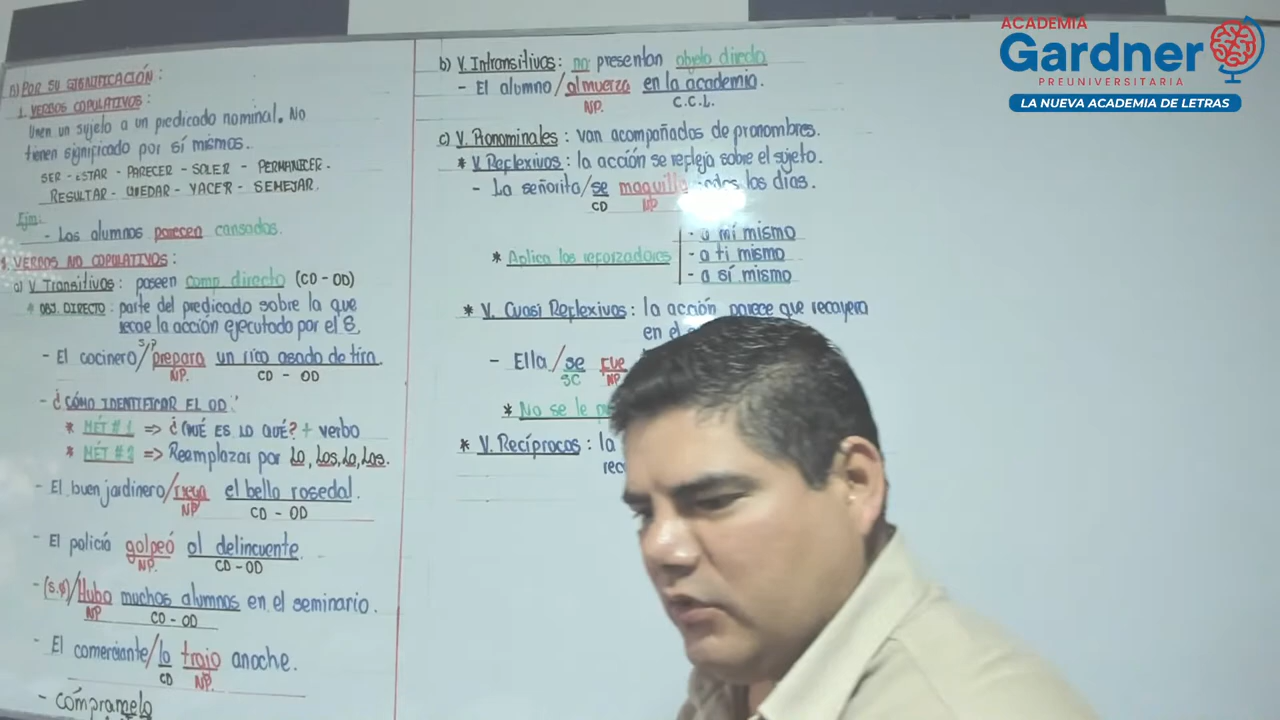 B) POR SU SIGNIFICACIÓN :
1. VERBOS COPULATIVOS :
Unen un sujeto a un predicado nominal. No
tienen significado por sí mismos.
SER - ESTAR - PARECER - SOLER - PERMANECER -
RESULTAR - QUEDAR - YACER - SEMEJAR.
Ejm:
- Los alumnos parecen cansados.
VERBOS NO COPULATIVOS :
a) V. Transitivos : poseen comp. directo (CD - OD)
* OBJ. DIRECTO : parte del predicado sobre la que
recae la acción ejecutada por el S.
- El cocinero / prepara un rico asado de tira.
NP. CD - OD
- ¿CÓMO IDENTIFICAR EL OD?
* MÉT # 1 => ¿QUÉ ES LO QUÉ? + verbo
* MÉT # 2 => Reemplazar por Lo, Los, La, Las.
- El buen jardinero / riega el bello rosedal.
NP CD - OD
- El policía golpeó al delincuente.
NP. CD - OD
- (S.Ø) / Hubo muchos alumnos en el seminario.
NP CD - OD
- El comerciante / lo trajo anoche.
CD NP.
- cómpramelo
b) V. Intransitivos : no presentan objeto directo
- El alumno / almuerza en la academia.
NP. C.C.L.
c) V. Pronominales : van acompañados de pronombres.
* V. Reflexivos : la acción se refleja sobre el sujeto.
- La señorita / se maquilla todos los días.
CD NP
* Aplica los reforzadores
- a mí mismo
- a ti mismo
- a sí mismo
* V. Cuasi Reflexivos : la acción parece que recayera
en el
- Ella / se fue
SC NP
* No se le
* V. Recíprocos : la
ACADEMIA
Gardner
PREUNIVERSITARIA
LA NUEVA ACADEMIA DE LETRAS